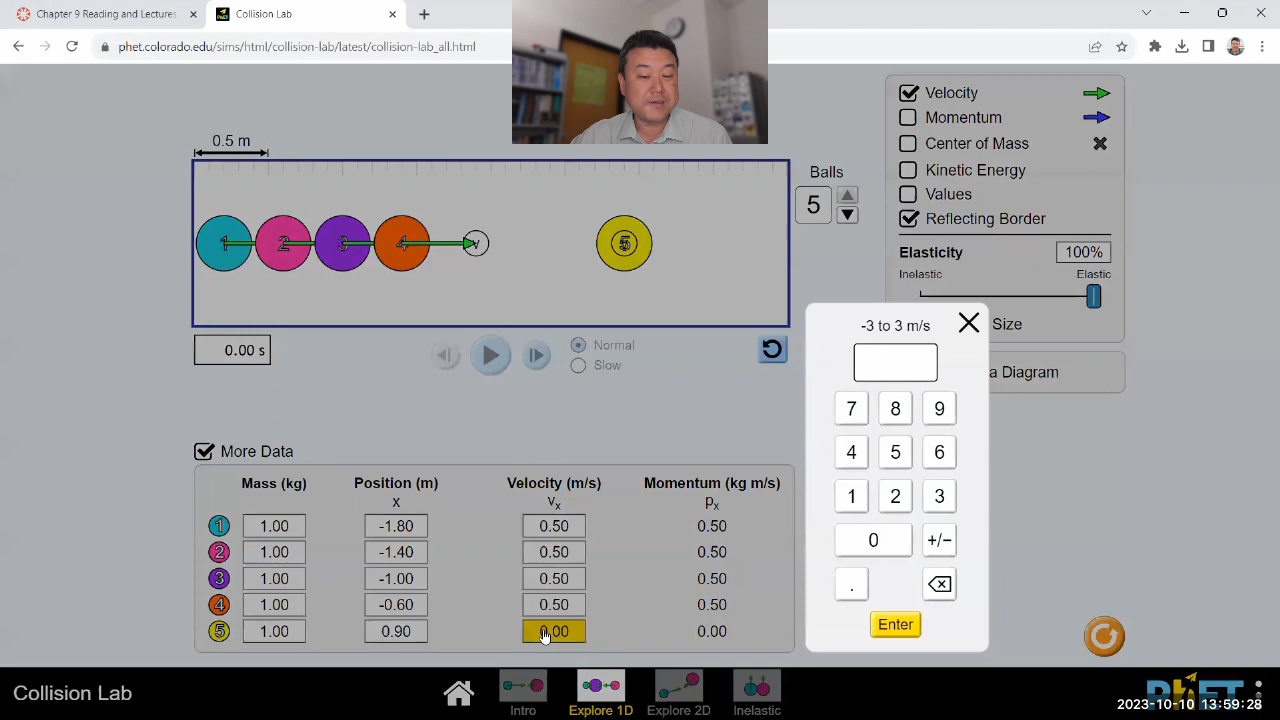 Chapter 9 Reading and Lectures
Collision Lab
phet.colorado.edu/sims/html/collision-lab/latest/collision-lab_all.html
0.5 m
1 2 3 4 v 5
Balls
5
Velocity
Momentum
Center of Mass
Kinetic Energy
Values
Reflecting Border
Elasticity 100%
Inelastic Elastic
Size
a Diagram
0.00 s
Normal
Slow
-3 to 3 m/s
7 8 9
4 5 6
1 2 3
0 +/−
.
Enter
More Data
Mass (kg) Position (m) Velocity (m/s) Momentum (kg m/s)
x vx px
1 1.00 -1.80 0.50 0.50
2 1.00 -1.40 0.50 0.50
3 1.00 -1.00 0.50 0.50
4 1.00 -0.60 0.50 0.50
5 1.00 0.90 0.00 0.00
Collision Lab
Intro
Explore 1D
Explore 2D
Inelastic
PhET
2023-10-10 13:59:28